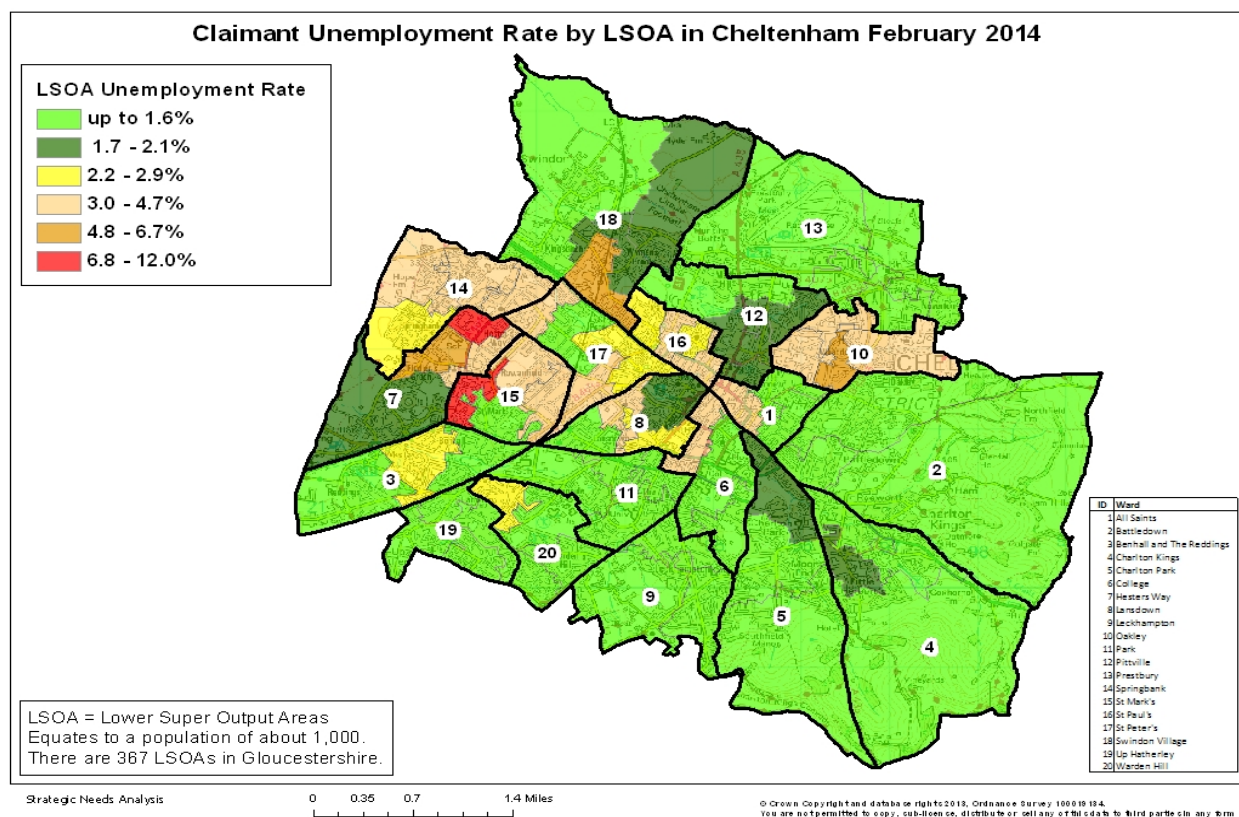 Claimant Unemployment Rate by LSOA in Cheltenham February 2014
LSOA Unemployment Rate
up to 1.6%
1.7 - 2.1%
2.2 - 2.9%
3.0 - 4.7%
4.8 - 6.7%
6.8 - 12.0%
18
13
14
12
17
16
10
7
15
8
1
2
3
11
6
19
20
9
5
4
Swindon
Charlton
Kings
ID Ward
1 All Saints
2 Battledown
3 Benhall and The Reddings
4 Charlton Kings
5 Charlton Park
6 College
7 Hesters Way
8 Lansdown
9 Leckhampton
10 Oakley
11 Park
12 Pittville
13 Prestbury
14 Springbank
15 St Mark's
16 St Paul's
17 St Peter's
18 Swindon Village
19 Up Hatherley
20 Warden Hill
LSOA = Lower Super Output Areas
Equates to a population of about 1,000.
There are 367 LSOAs in Gloucestershire.
Strategic Needs Analysis
0 0.35 0.7 1.4 Miles
© Crown Copyright and database rights 2013, Ordnance Survey 100019134.
You are not permitted to copy, sub-license, distribute or sell any of this data to third parties in any form